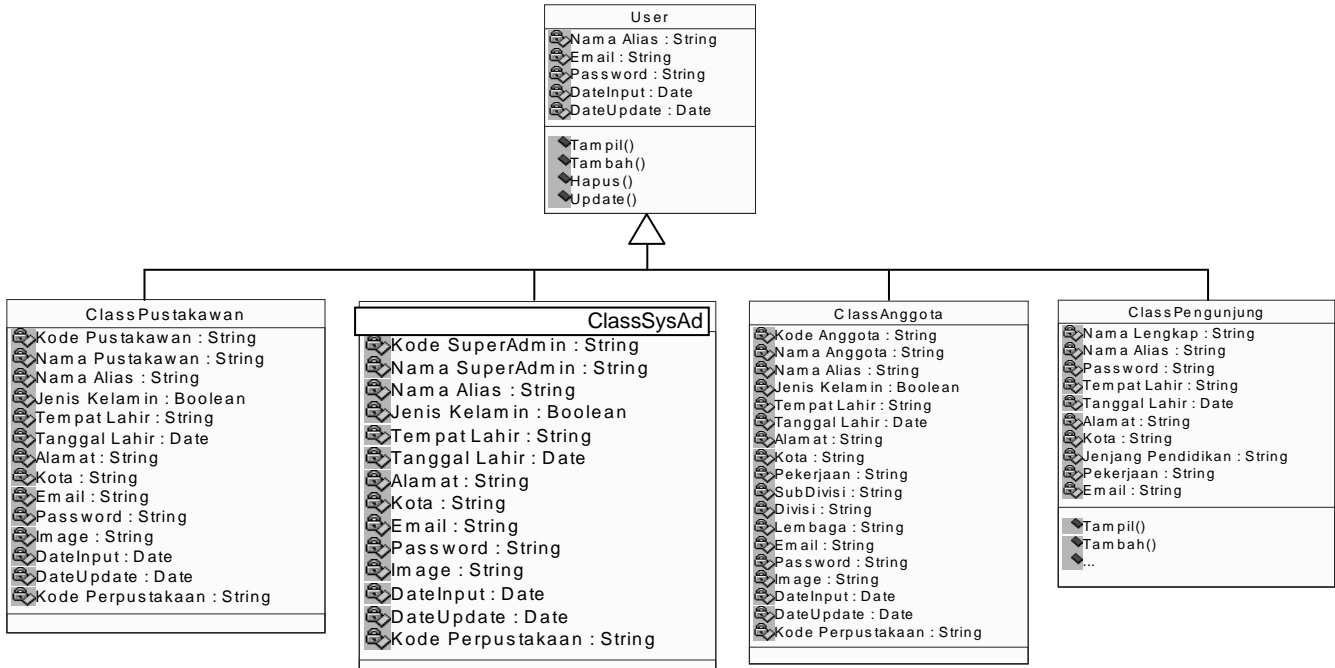 User
Nama Alias : String
Email : String
Password : String
DateInput : Date
DateUpdate : Date
Tampil()
Tambah()
Hapus()
Update()
ClassPustakawan
Kode Pustakawan : String
Nama Pustakawan : String
Nama Alias : String
Jenis Kelamin : Boolean
Tempat Lahir : String
Tanggal Lahir : Date
Alamat : String
Kota : String
Email : String
Password : String
Image : String
DateInput : Date
DateUpdate : Date
Kode Perpustakaan : String
ClassSysAd
Kode SuperAdmin : String
Nama SuperAdmin : String
Nama Alias : String
Jenis Kelamin : Boolean
Tempat Lahir : String
Tanggal Lahir : Date
Alamat : String
Kota : String
Email : String
Password : String
Image : String
DateInput : Date
DateUpdate : Date
Kode Perpustakaan : String
ClassAnggota
Kode Anggota : String
Nama Anggota : String
Nama Alias : String
Jenis Kelamin : Boolean
Tempat Lahir : String
Tanggal Lahir : Date
Alamat : String
Kota : String
Pekerjaan : String
SubDivisi : String
Divisi : String
Lembaga : String
Email : String
Password : String
Image : String
DateInput : Date
DateUpdate : Date
Kode Perpustakaan : String
ClassPengunjung
Nama Lengkap : String
Nama Alias : String
Password : String
Tempat Lahir : String
Tanggal Lahir : Date
Alamat : String
Kota : String
Jenjang Pendidikan : String
Pekerjaan : String
Email : String
Tampil()
Tambah()
...